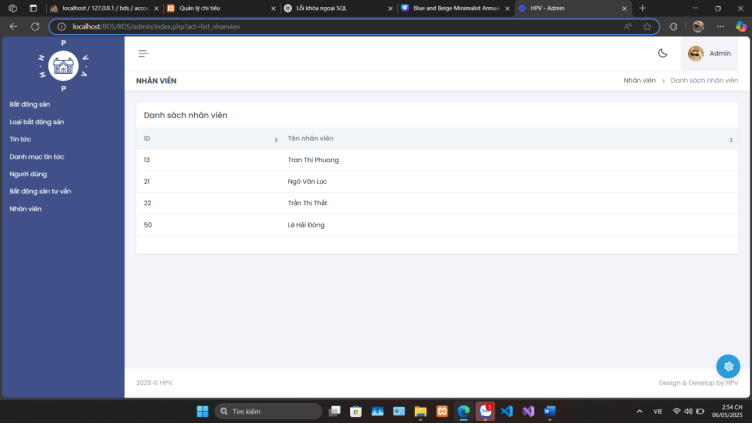 localhost / 127.0.0.1 / bds / accou
Quản lý chi tiêu
Lỗi khóa ngoại SQL
Blue and Beige Minimalist Annual
HPV - Admin
localhost/BDS/BDS/admin/index.php?act=list_nhanvien
P
H
V
H
A
P
Admin
NHÂN VIÊN
Nhân viên > Danh sách nhân viên
Bất động sản
Loại bất động sản
Tin tức
Danh mục tin tức
Người dùng
Bất động sản tư vấn
Nhân viên
Danh sách nhân viên
ID Tên nhân viên
13 Tran Thi Phuong
21 Ngô Văn Lục
22 Trần Thị Thất
50 Lê Hải Đông
2025 © HPV.
Design & Develop by HPV
Tìm kiếm
VIE
2:54 CH
06/05/2025